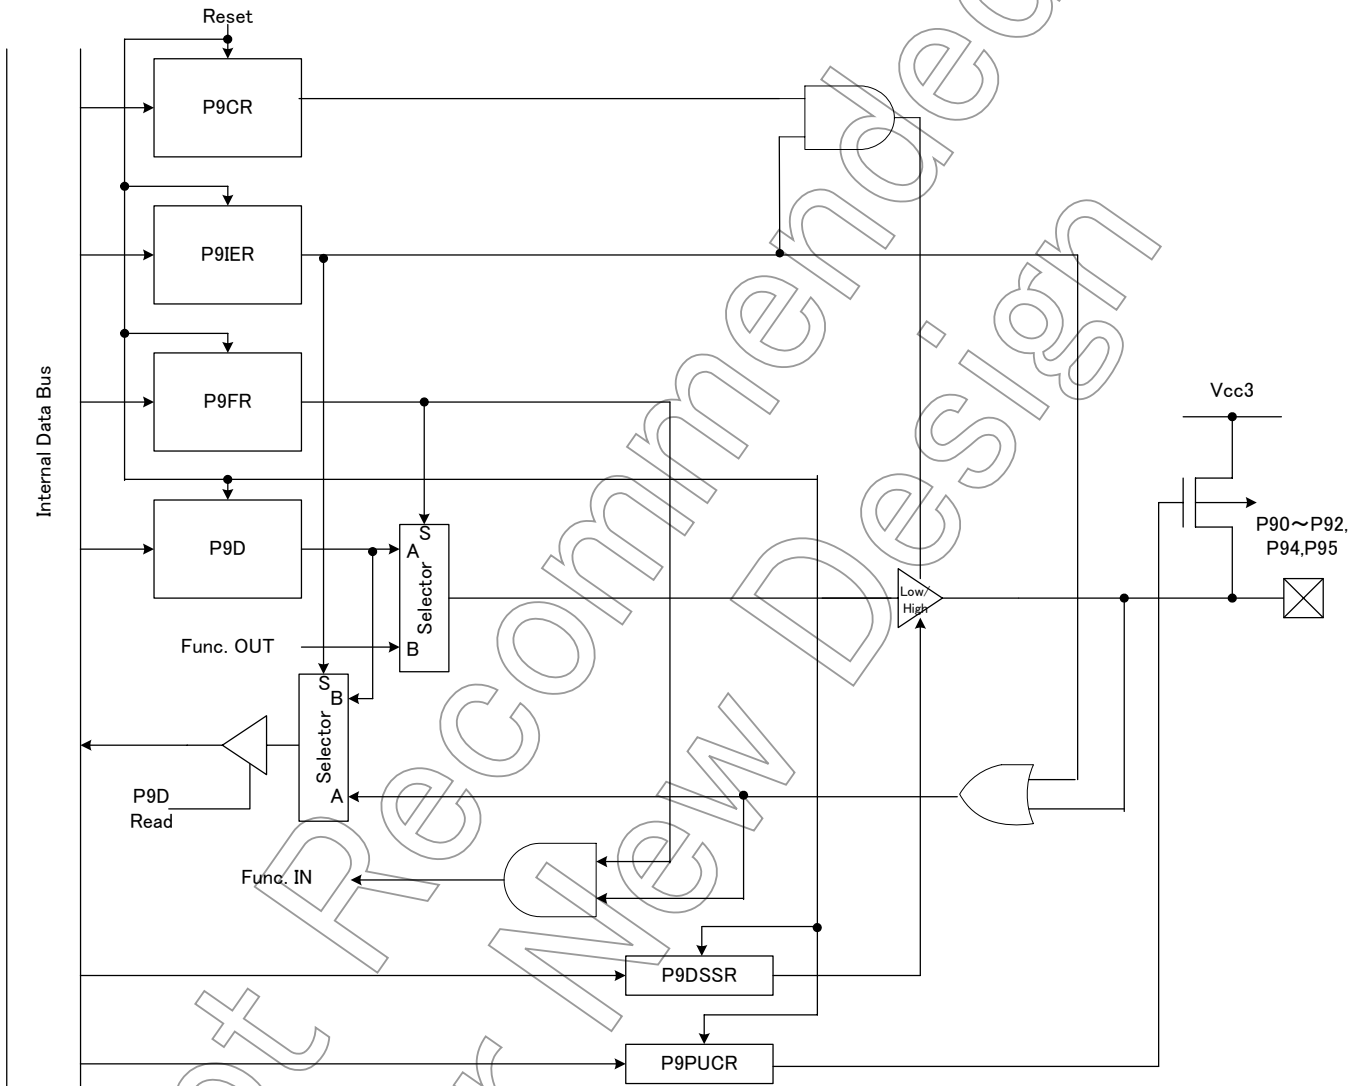 Reset
P9CR
P9IER
P9FR
Internal Data Bus
Vcc3
P9D
S
A
Selector
B
P90～P92,
P94,P95
Low/
High
Func. OUT
S
B
Selector
A
P9D
Read
Func. IN
P9DSSR
P9PUCR
Not Recommended
for New Design